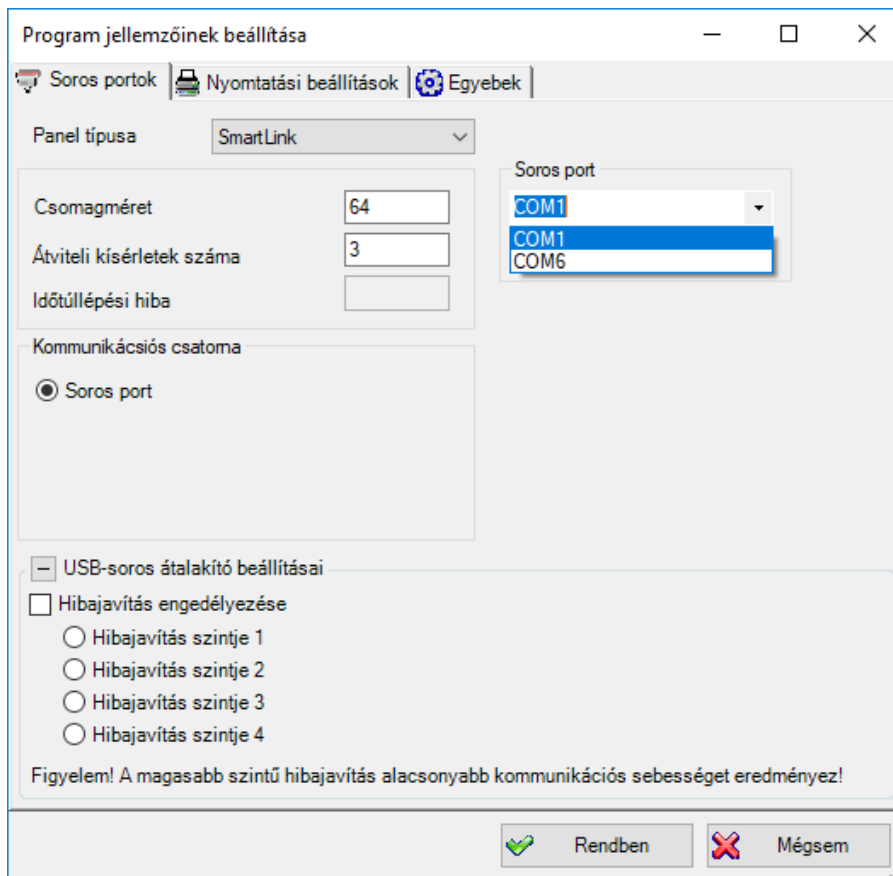 Program jellemzőinek beállítása
Soros portok
Nyomtatási beállítások
Egyebek
Panel típusa
SmartLink
Csomagméret
64
Átviteli kísérletek száma
3
Időtúllépési hiba
Soros port
COM1
COM1
COM6
Kommunikácsiós csatorna
Soros port
USB-soros átalakító beállításai
Hibajavítás engedélyezése
Hibajavítás szintje 1
Hibajavítás szintje 2
Hibajavítás szintje 3
Hibajavítás szintje 4
Figyelem! A magasabb szintű hibajavítás alacsonyabb kommunikációs sebességet eredményez!
Rendben
Mégsem